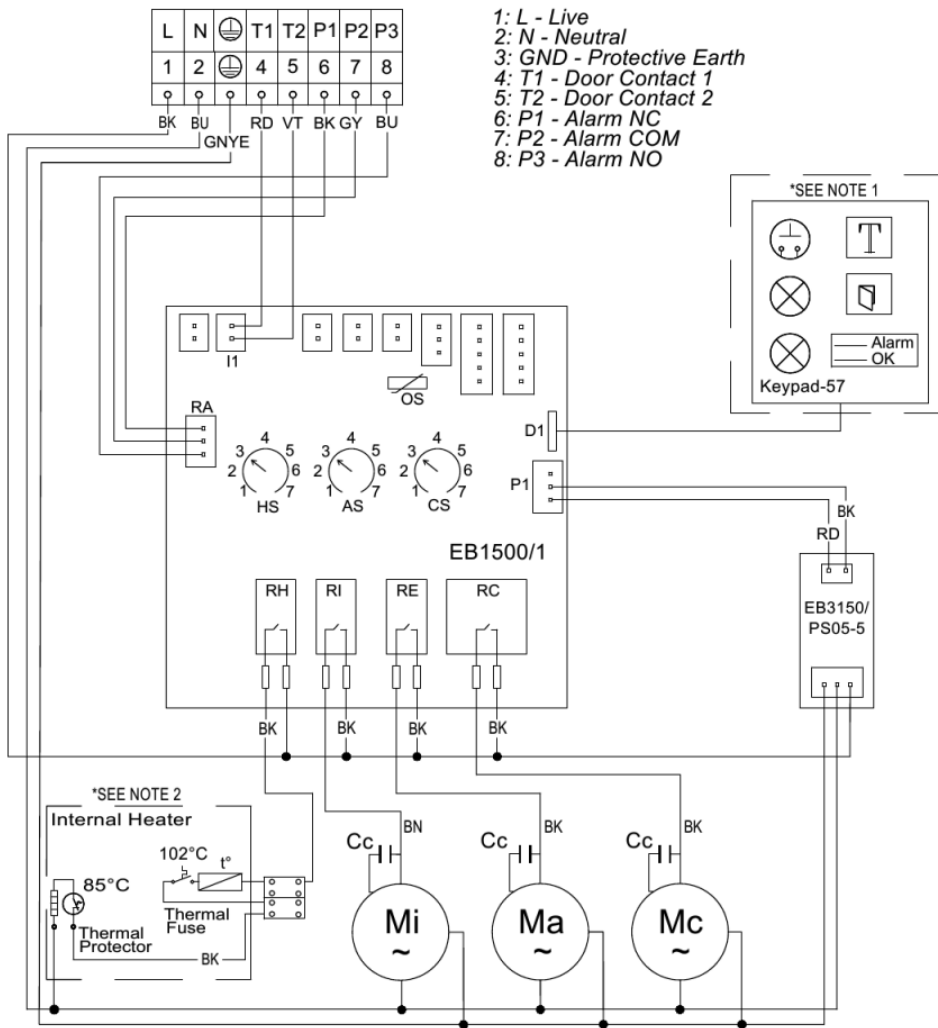 L N T1 T2 P1 P2 P3
1 2 4 5 6 7 8
BK BU GNYE RD VT BK GY BU
1: L - Live
2: N - Neutral
3: GND - Protective Earth
4: T1 - Door Contact 1
5: T2 - Door Contact 2
6: P1 - Alarm NC
7: P2 - Alarm COM
8: P3 - Alarm NO
*SEE NOTE 1
T
Alarm
OK
Keypad-57
I1
OS
RA
D1
P1
1 2 3 4 5 6 7
HS
1 2 3 4 5 6 7
AS
1 2 3 4 5 6 7
CS
BK
RD
EB1500/1
EB3150/
PS05-5
RH RI RE RC
BK BK BK BK
*SEE NOTE 2
Internal Heater
102°C
t°
85°C
Thermal
Fuse
Thermal
Protector
BK
BN BK BK
Cc Cc Cc
Mi Ma Mc
~ ~ ~